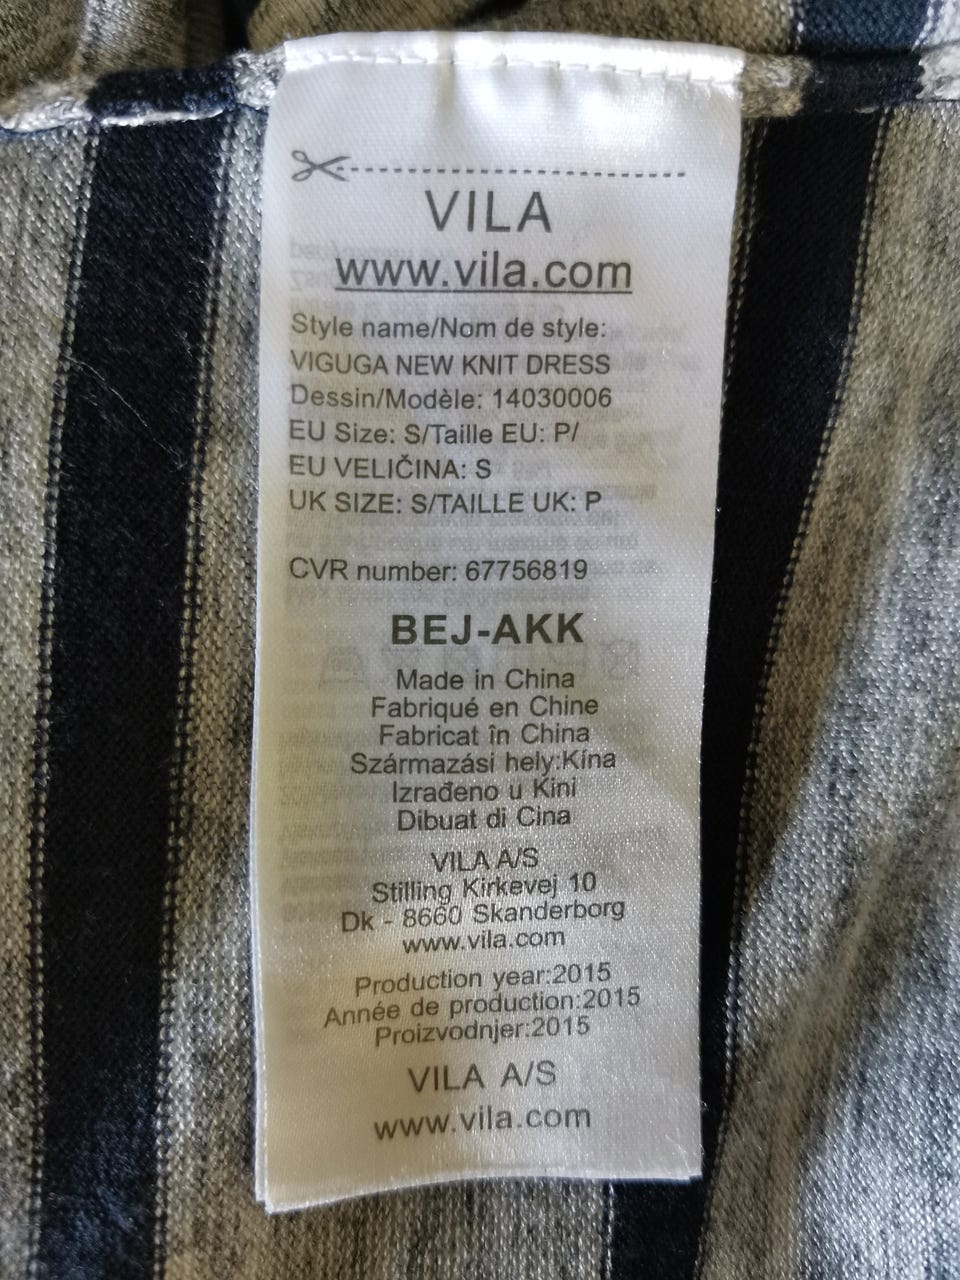 VILA
www.vila.com
Style name/Nom de style:
VIGUGA NEW KNIT DRESS
Dessin/Modèle: 14030006
EU Size: S/Taille EU: P/
EU VELIČINA: S
UK SIZE: S/TAILLE UK: P
CVR number: 67756819
BEJ-AKK
Made in China
Fabriqué en Chine
Fabricat în China
Származási hely:Kína
Izrađeno u Kini
Dibuat di Cina
VILA A/S
Stilling Kirkevej 10
Dk - 8660 Skanderborg
www.vila.com
Production year:2015
Année de production:2015
Proizvodnjer:2015
VILA A/S
www.vila.com